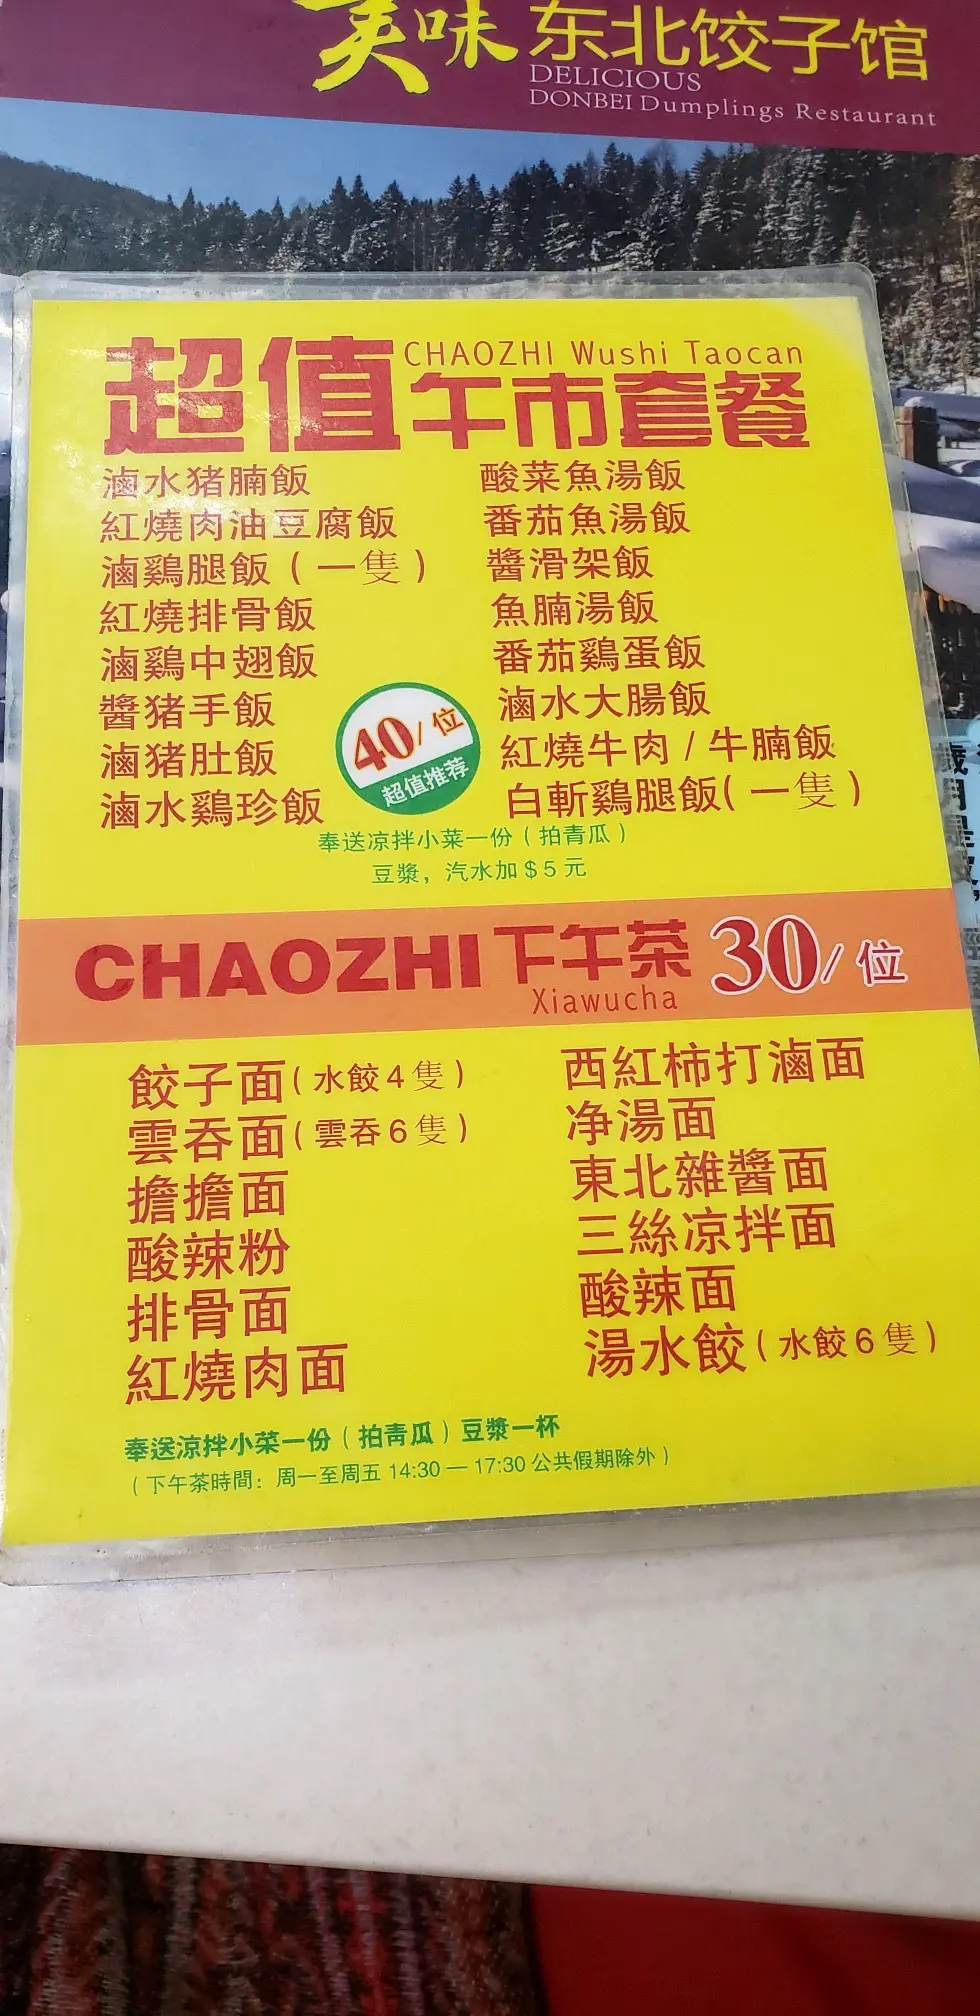 美味东北饺子馆
DELICIOUS
DONBEI Dumplings Restaurant
CHAOZHI Wushi Taocan
超值午市套餐
滷水猪腩飯
紅燒肉油豆腐飯
滷鷄腿飯（一隻）
紅燒排骨飯
滷鷄中翅飯
醬猪手飯
滷猪肚飯
滷水鷄珍飯
酸菜魚湯飯
番茄魚湯飯
醬滑架飯
魚腩湯飯
番茄鷄蛋飯
滷水大腸飯
紅燒牛肉/牛腩飯
白斬鷄腿飯(一隻）
40/位
超值推荐
奉送凉拌小菜一份（拍青瓜）
豆漿，汽水加$5元
CHAOZHI下午茶 30/位
Xiawucha
餃子面（水餃4隻）
雲吞面（雲吞6隻）
擔擔面
酸辣粉
排骨面
紅燒肉面
西紅柿打滷面
净湯面
東北雜醬面
三絲凉拌面
酸辣面
湯水餃（水餃6隻）
奉送涼拌小菜一份（拍青瓜）豆漿一杯
（下午茶時間：周一至周五 14:30 — 17:30 公共假期除外）